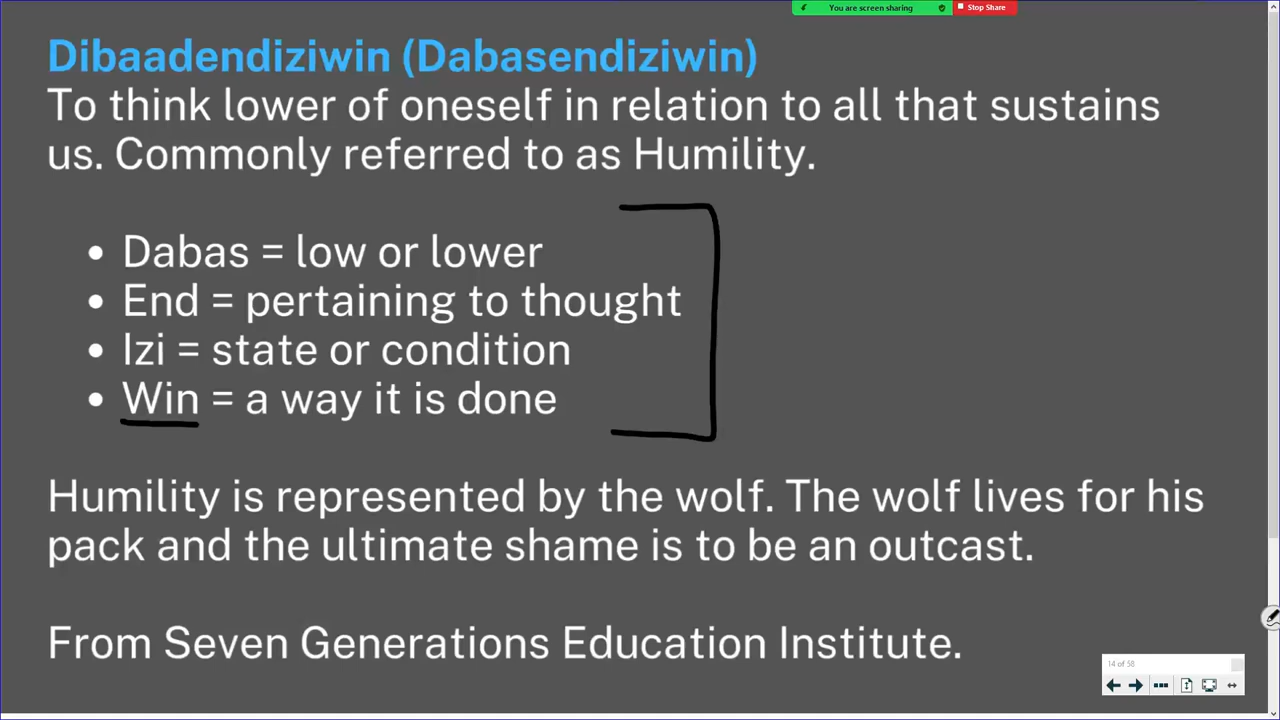 You are screen sharing
Stop Share
Dibaadendiziwin (Dabasendiziwin)
To think lower of oneself in relation to all that sustains
us. Commonly referred to as Humility.
• Dabas = low or lower
• End = pertaining to thought
• Izi = state or condition
• Win = a way it is done
Humility is represented by the wolf. The wolf lives for his
pack and the ultimate shame is to be an outcast.
From Seven Generations Education Institute.
14 of 58